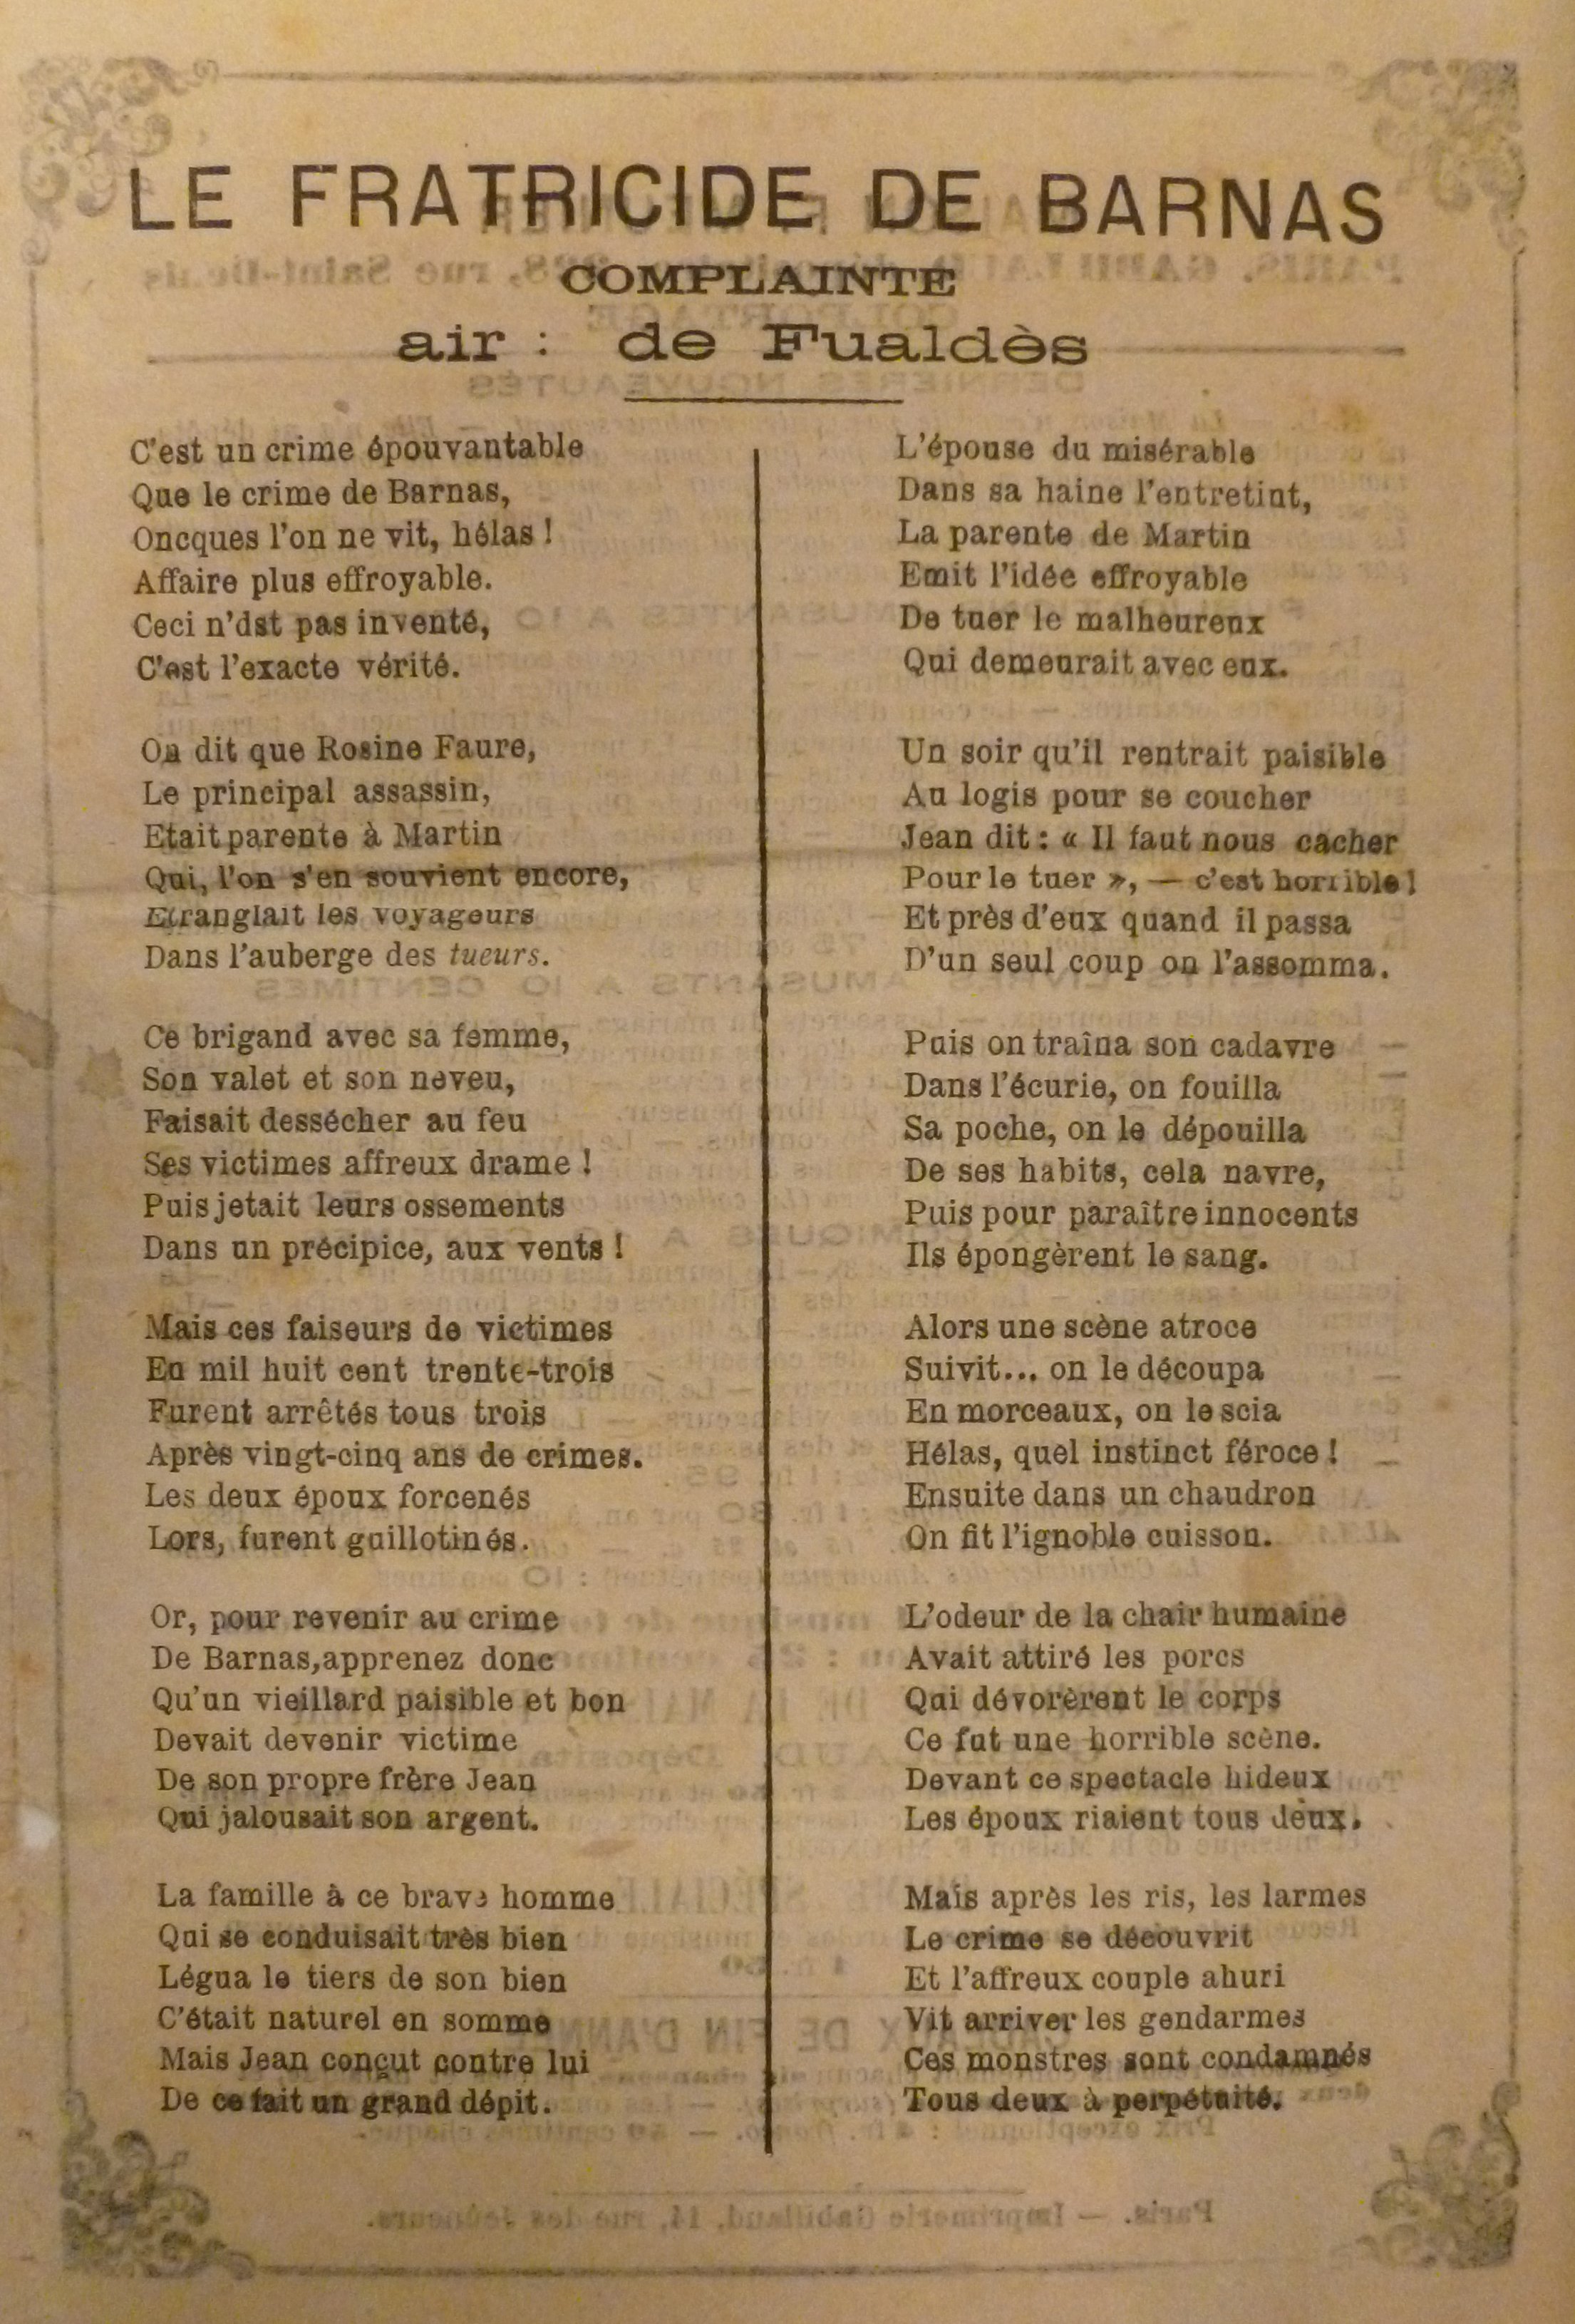 LE FRATRICIDE DE BARNAS
COMPLAINTE
air : de Fualdès
C'est un crime épouvantable
Que le crime de Barnas,
Oncques l'on ne vit, hélas !
Affaire plus effroyable.
Ceci n'dst pas inventé,
C'est l'exacte vérité.
On dit que Rosine Faure,
Le principal assassin,
Etait parente à Martin
Qui, l'on s'en souvient encore,
Etranglait les voyageurs
Dans l'auberge des tueurs.
Ce brigand avec sa femme,
Son valet et son neveu,
Faisait dessécher au feu
Ses victimes affreux drame !
Puis jetait leurs ossements
Dans un précipice, aux vents !
Mais ces faiseurs de victimes
En mil huit cent trente-trois
Furent arrêtés tous trois
Après vingt-cinq ans de crimes.
Les deux époux forcenés
Lors, furent guillotinés.
Or, pour revenir au crime
De Barnas, apprenez donc
Qu'un vieillard paisible et bon
Devait devenir victime
De son propre frère Jean
Qui jalousait son argent.
La famille à ce brave homme
Qui se conduisait très bien
Légua le tiers de son bien
C'était naturel en somme
Mais Jean conçut contre lui
De ce fait un grand dépit.
L'épouse du misérable
Dans sa haine l'entretint,
La parente de Martin
Emit l'idée effroyable
De tuer le malheureux
Qui demeurait avec eux.
Un soir qu'il rentrait paisible
Au logis pour se coucher
Jean dit : « Il faut nous cacher
Pour le tuer », — c'est horrible !
Et près d'eux quand il passa
D'un seul coup on l'assomma.
Puis on traîna son cadavre
Dans l'écurie, on fouilla
Sa poche, on le dépouilla
De ses habits, cela navre,
Puis pour paraître innocents
Ils épongèrent le sang.
Alors une scène atroce
Suivit... on le découpa
En morceaux, on le scia
Hélas, quel instinct féroce !
Ensuite dans un chaudron
On fit l'ignoble cuisson.
L'odeur de la chair humaine
Avait attiré les porcs
Qui dévorèrent le corps
Ce fut une horrible scène.
Devant ce spectacle hideux
Les époux riaient tous deux.
Mais après les ris, les larmes
Le crime se découvrit
Et l'affreux couple ahuri
Vit arriver les gendarmes
Ces monstres sont condamnés
Tous deux à perpétuité.